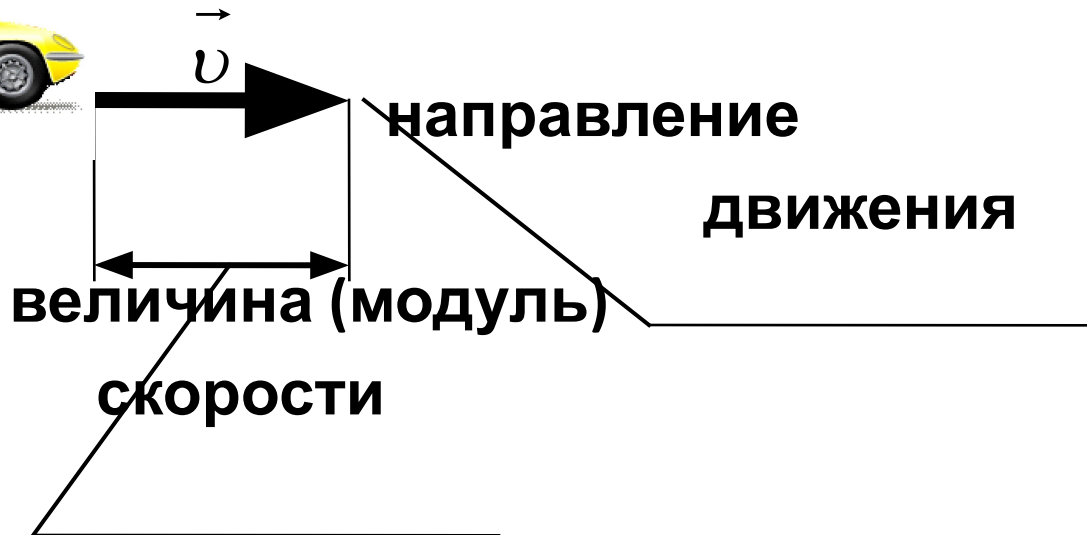 υ
направление
движения
величина (модуль)
скорости